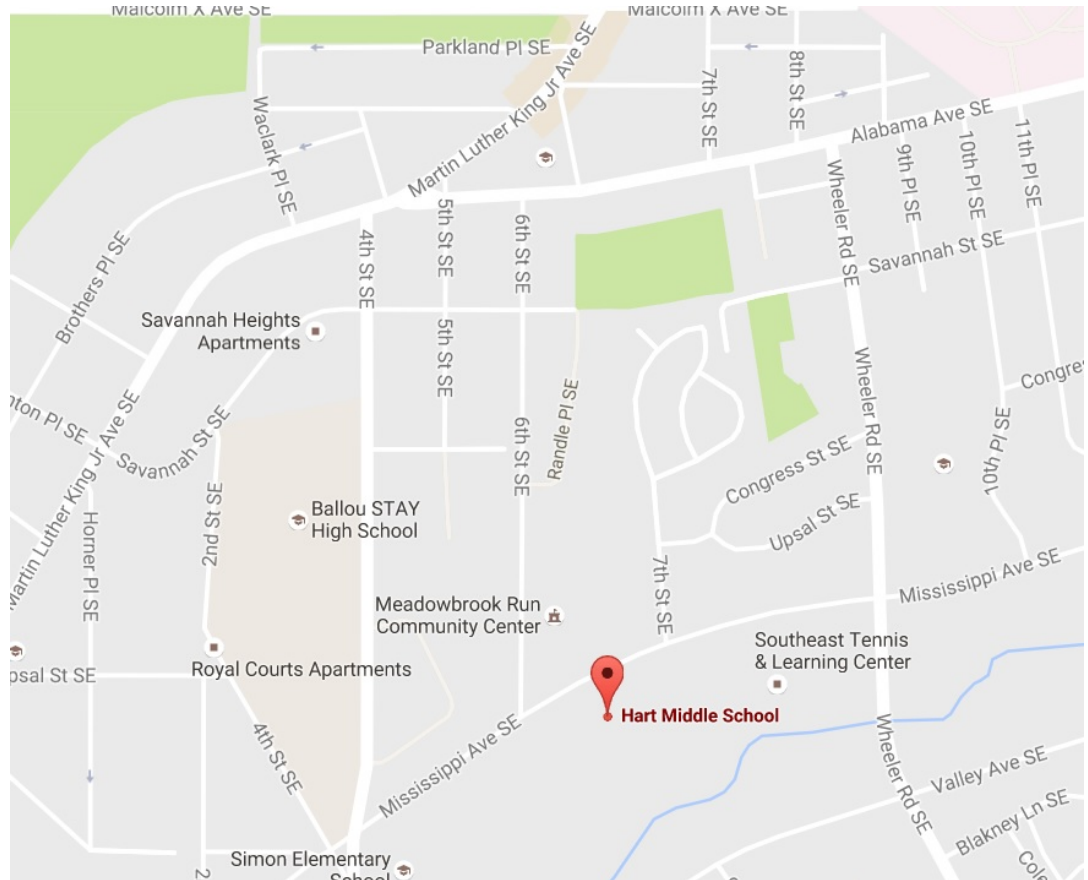 Malcolm X Ave SE
Malcolm X Ave SE
Parkland Pl SE
Martin Luther King Jr Ave SE
7th St SE
8th St SE
Alabama Ave SE
Waclark Pl SE
9th Pl SE
10th Pl SE
11th Pl SE
Wheeler Rd SE
4th St SE
5th St SE
6th St SE
Savannah St SE
Brothers Pl SE
Savannah Heights
Apartments
5th St SE
Wheeler Rd SE
Congres
nton Pl SE
Savannah St SE
6th St SE
Randle Pl SE
Congress St SE
10th Pl SE
Martin Luther King Jr Ave SE
Horner Pl SE
2nd St SE
Ballou STAY
High School
Upsal St SE
7th St SE
Mississippi Ave SE
Meadowbrook Run
Community Center
Southeast Tennis
& Learning Center
psal St SE
Royal Courts Apartments
Hart Middle School
4th St SE
Mississippi Ave SE
Wheeler Rd SE
Valley Ave SE
Blakney Ln SE
Cole
Simon Elementary
School
2